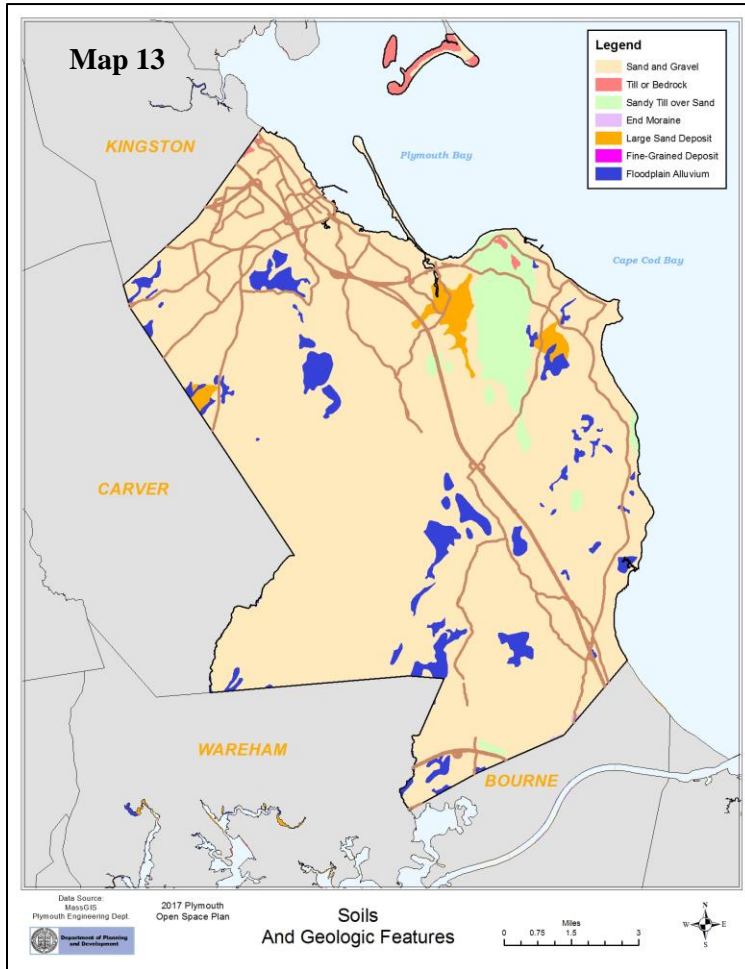 Map 13
Legend
Sand and Gravel
Till or Bedrock
Sandy Till over Sand
End Moraine
Large Sand Deposit
Fine-Grained Deposit
Floodplain Alluvium
KINGSTON
Plymouth Bay
Cape Cod Bay
CARVER
WAREHAM
BOURNE
Data Source:
MassGIS
Plymouth Engineering Dept.
Department of Planning
and Development
2017 Plymouth
Open Space Plan
Soils
And Geologic Features
Miles
0 0.75 1.5 3
N
W E
S